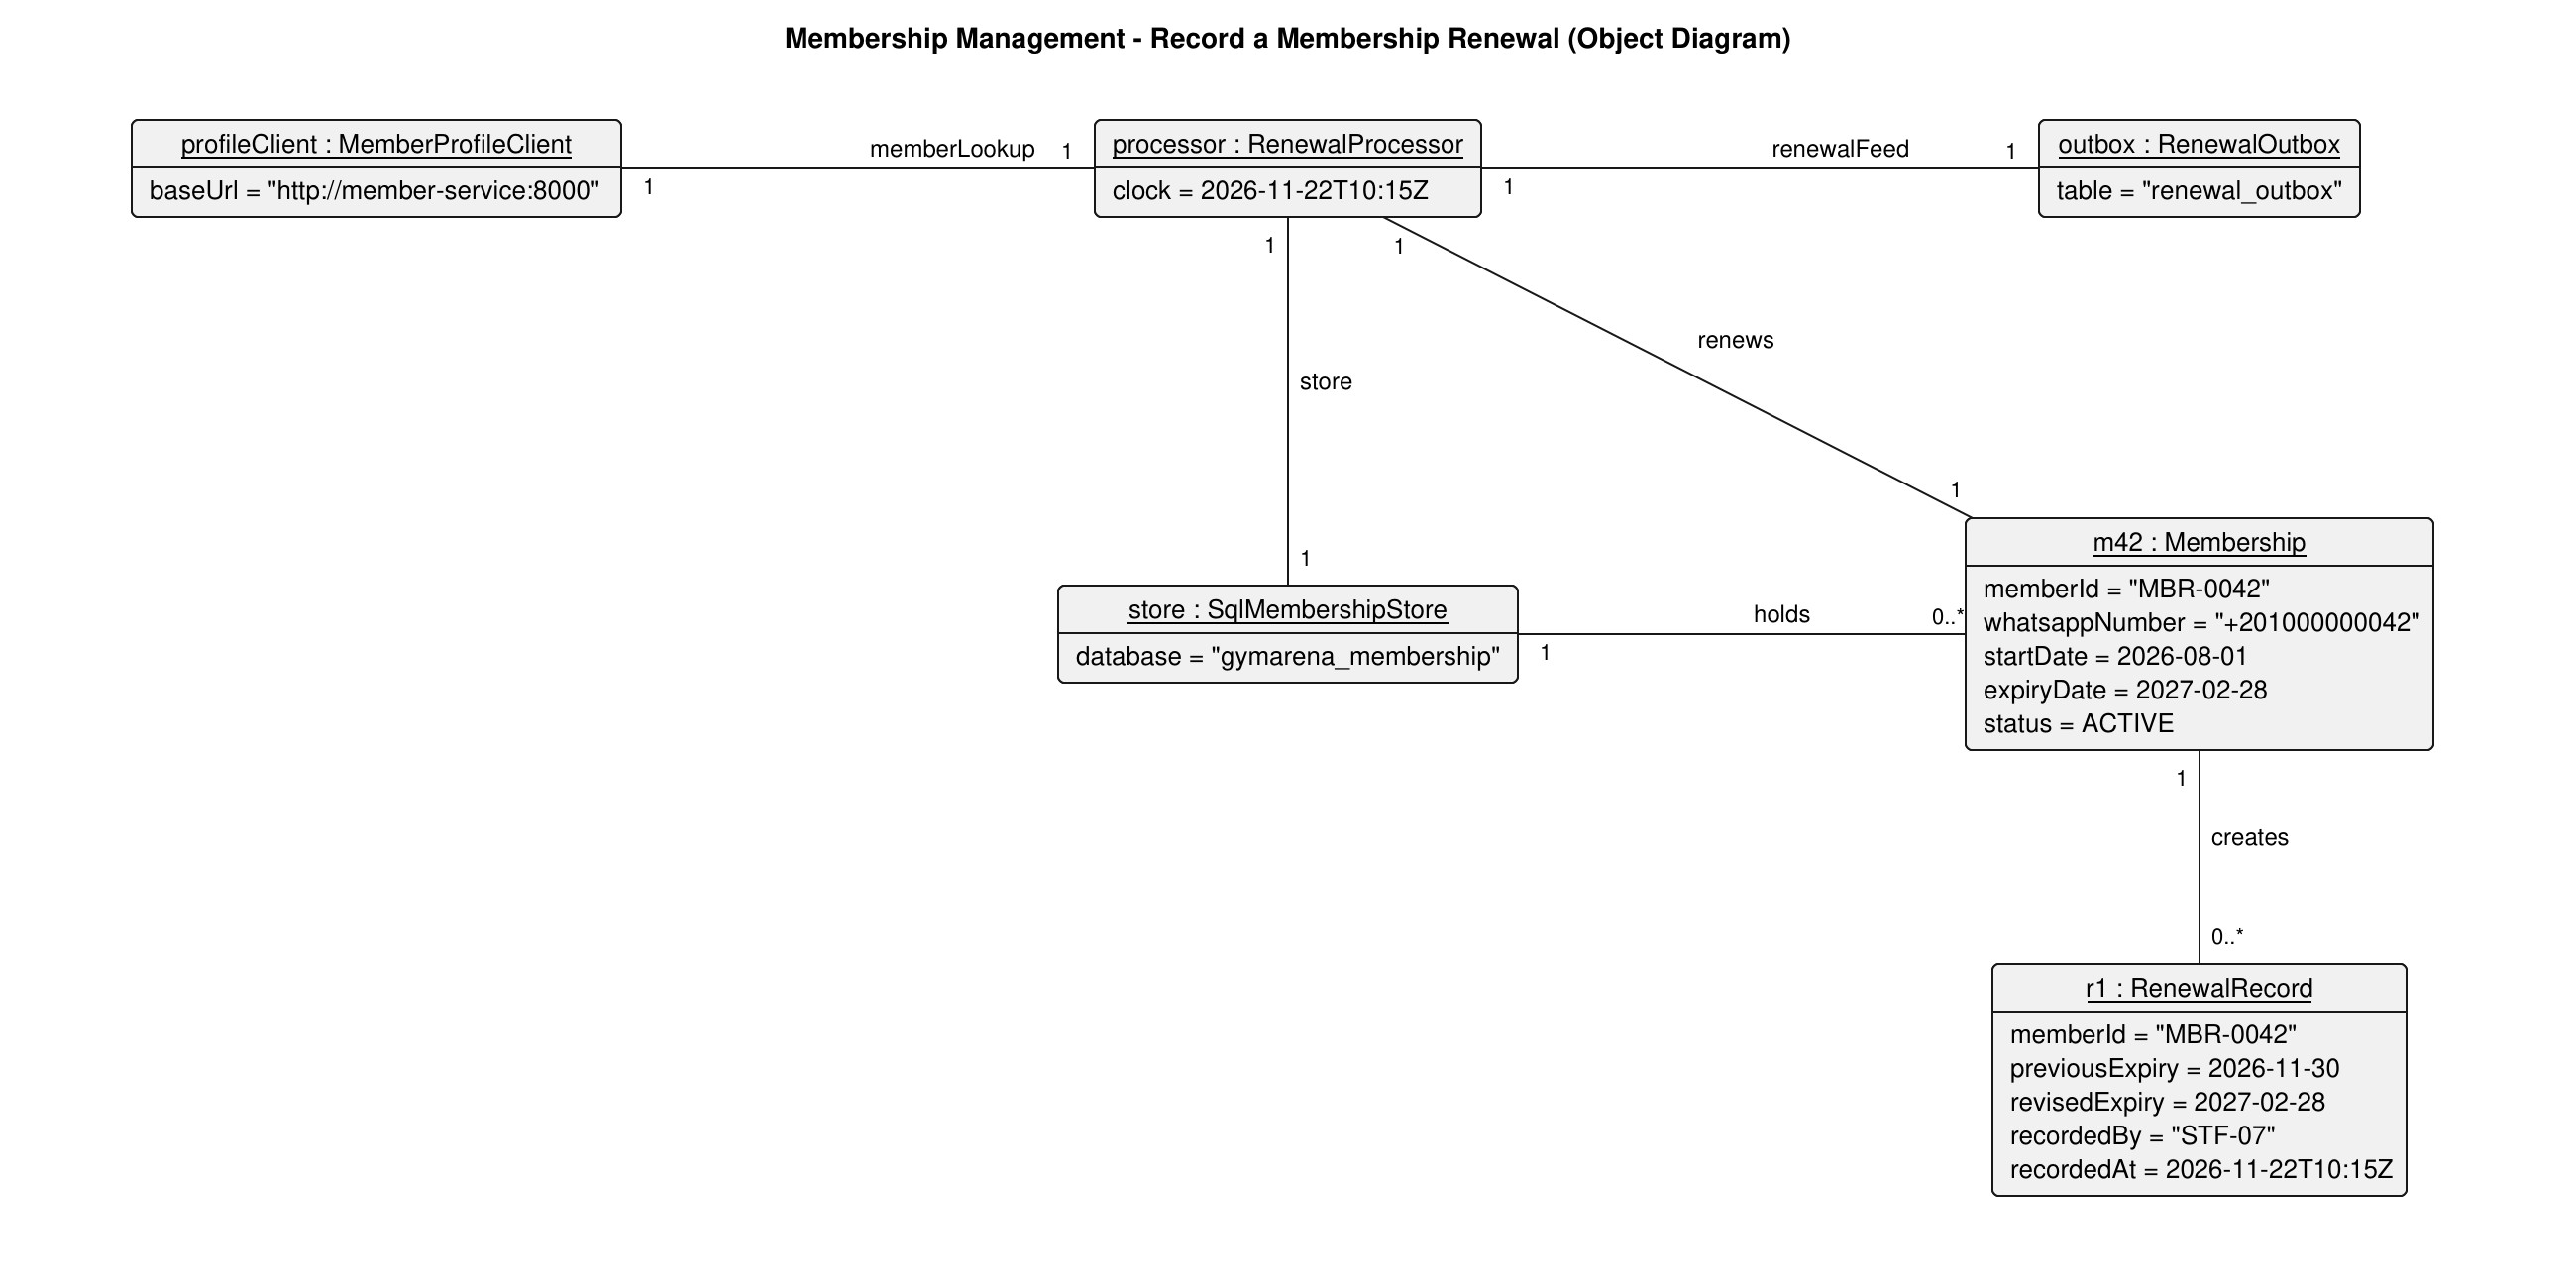 Membership Management - Record a Membership Renewal (Object Diagram)
profileClient : MemberProfileClient
baseUrl = "http://member-service:8000"
1
memberLookup
1
processor : RenewalProcessor
clock = 2026-11-22T10:15Z
1
renewalFeed
1
outbox : RenewalOutbox
table = "renewal_outbox"
1
store
1
1
renews
1
store : SqlMembershipStore
database = "gymarena_membership"
1
holds
0..*
m42 : Membership
memberId = "MBR-0042"
whatsappNumber = "+201000000042"
startDate = 2026-08-01
expiryDate = 2027-02-28
status = ACTIVE
1
creates
0..*
r1 : RenewalRecord
memberId = "MBR-0042"
previousExpiry = 2026-11-30
revisedExpiry = 2027-02-28
recordedBy = "STF-07"
recordedAt = 2026-11-22T10:15Z